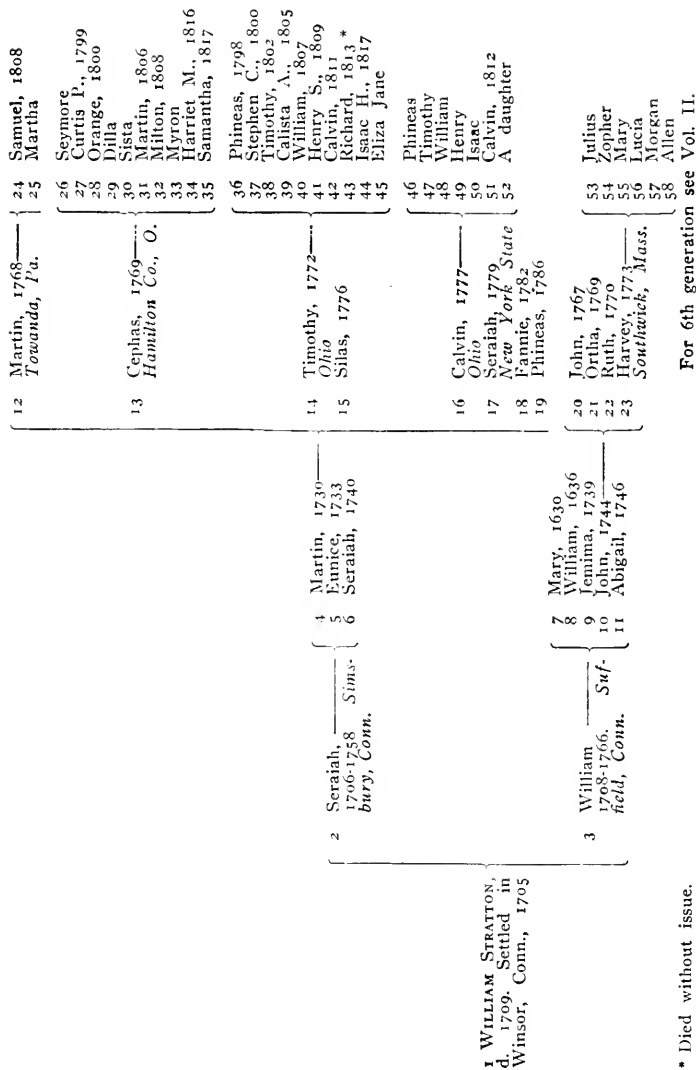 1 WILLIAM STRATTON,
d. 1709. Settled in
Winsor, Conn., 1705
2 Seraiah,
1706-1758 Sims-
bury, Conn.
3 William
1708-1766. Suf-
field, Conn.
4 Martin, 1730
5 Eunice, 1733
6 Seraiah, 1740
7 Mary, 1630
8 William, 1636
9 Jemima, 1739
10 John, 1744
11 Abigail, 1746
12 Martin, 1768
Towanda, Pa.
13 Cephas, 1769
Hamilton Co., O.
14 Timothy, 1772
Ohio
15 Silas, 1776
16 Calvin, 1777
Ohio
17 Seraiah, 1779
New York State
18 Fannie, 1782
19 Phineas, 1786
20 John, 1767
21 Ortha, 1769
22 Ruth, 1770
23 Harvey, 1773
Southwick, Mass.
24 Samuel, 1808
25 Martha
26 Seymore
27 Curtis P., 1799
28 Orange, 1800
29 Dilla
30 Sista
31 Martin, 1806
32 Milton, 1808
33 Myron
34 Harriet M., 1816
35 Samantha, 1817
36 Phineas, 1798
37 Stephen C., 1800
38 Timothy, 1802
39 Calista A., 1805
40 William, 1807
41 Henry S., 1809
42 Calvin, 1811
43 Richard, 1813 *
44 Isaac H., 1817
45 Eliza Jane
46 Phineas
47 Timothy
48 William
49 Henry
50 Isaac
51 Calvin, 1812
52 A daughter
53 Julius
54 Zopher
55 Mary
56 Lucia
57 Morgan
58 Allen
* Died without issue.
For 6th generation see Vol. II.